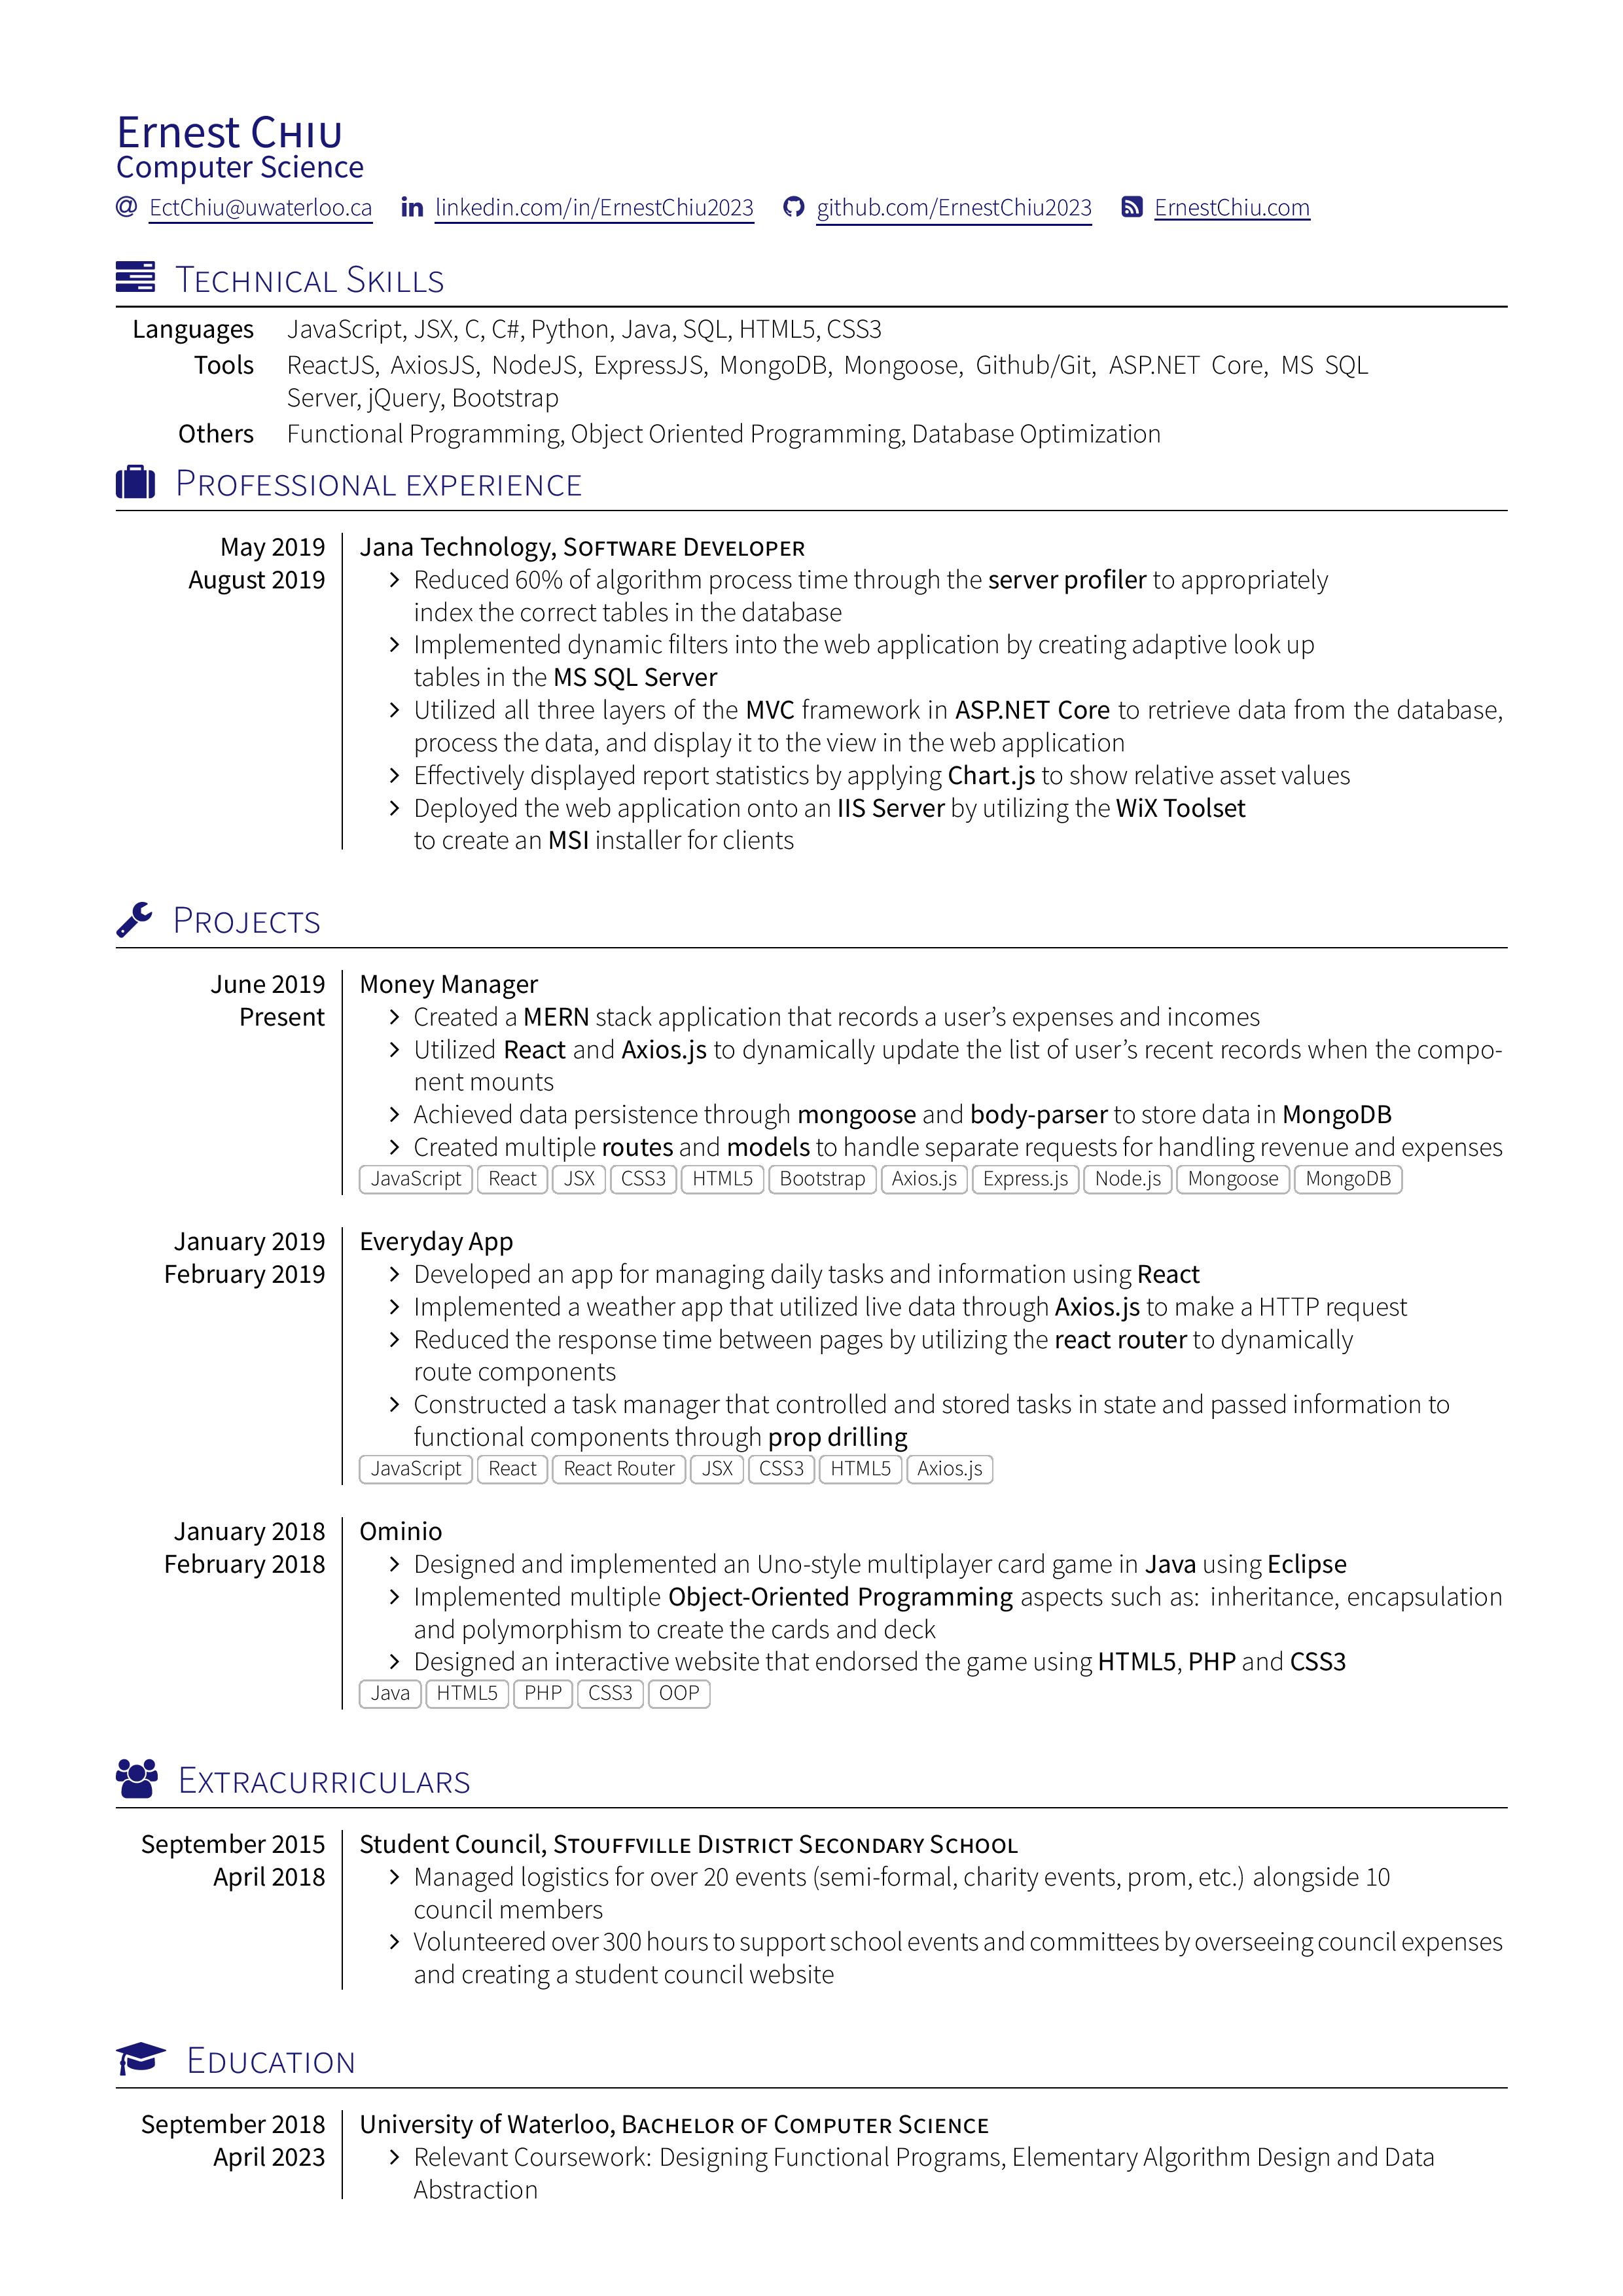 Ernest CHIU
Computer Science
EctChiu@uwaterloo.ca linkedin.com/in/ErnestChiu2023 github.com/ErnestChiu2023 ErnestChiu.com
TECHNICAL SKILLS
Languages JavaScript, JSX, C, C#, Python, Java, SQL, HTML5, CSS3
Tools ReactJS, AxiosJS, NodeJS, ExpressJS, MongoDB, Mongoose, Github/Git, ASP.NET Core, MS SQL
Server, jQuery, Bootstrap
Others Functional Programming, Object Oriented Programming, Database Optimization
PROFESSIONAL EXPERIENCE
May 2019 Jana Technology, SOFTWARE DEVELOPER
August 2019 > Reduced 60% of algorithm process time through the server profiler to appropriately
index the correct tables in the database
> Implemented dynamic filters into the web application by creating adaptive look up
tables in the MS SQL Server
> Utilized all three layers of the MVC framework in ASP.NET Core to retrieve data from the database,
process the data, and display it to the view in the web application
> Effectively displayed report statistics by applying Chart.js to show relative asset values
> Deployed the web application onto an IIS Server by utilizing the WiX Toolset
to create an MSI installer for clients
PROJECTS
June 2019 Money Manager
Present > Created a MERN stack application that records a user's expenses and incomes
> Utilized React and Axios.js to dynamically update the list of user's recent records when the compo-
nent mounts
> Achieved data persistence through mongoose and body-parser to store data in MongoDB
> Created multiple routes and models to handle separate requests for handling revenue and expenses
JavaScript React JSX CSS3 HTML5 Bootstrap Axios.js Express.js Node.js Mongoose MongoDB
January 2019 Everyday App
February 2019 > Developed an app for managing daily tasks and information using React
> Implemented a weather app that utilized live data through Axios.js to make a HTTP request
> Reduced the response time between pages by utilizing the react router to dynamically
route components
> Constructed a task manager that controlled and stored tasks in state and passed information to
functional components through prop drilling
JavaScript React React Router JSX CSS3 HTML5 Axios.js
January 2018 Ominio
February 2018 > Designed and implemented an Uno-style multiplayer card game in Java using Eclipse
> Implemented multiple Object-Oriented Programming aspects such as: inheritance, encapsulation
and polymorphism to create the cards and deck
> Designed an interactive website that endorsed the game using HTML5, PHP and CSS3
Java HTML5 PHP CSS3 OOP
EXTRACURRICULARS
September 2015 Student Council, STOUFFVILLE DISTRICT SECONDARY SCHOOL
April 2018 > Managed logistics for over 20 events (semi-formal, charity events, prom, etc.) alongside 10
council members
> Volunteered over 300 hours to support school events and committees by overseeing council expenses
and creating a student council website
EDUCATION
September 2018 University of Waterloo, BACHELOR OF COMPUTER SCIENCE
April 2023 > Relevant Coursework: Designing Functional Programs, Elementary Algorithm Design and Data
Abstraction